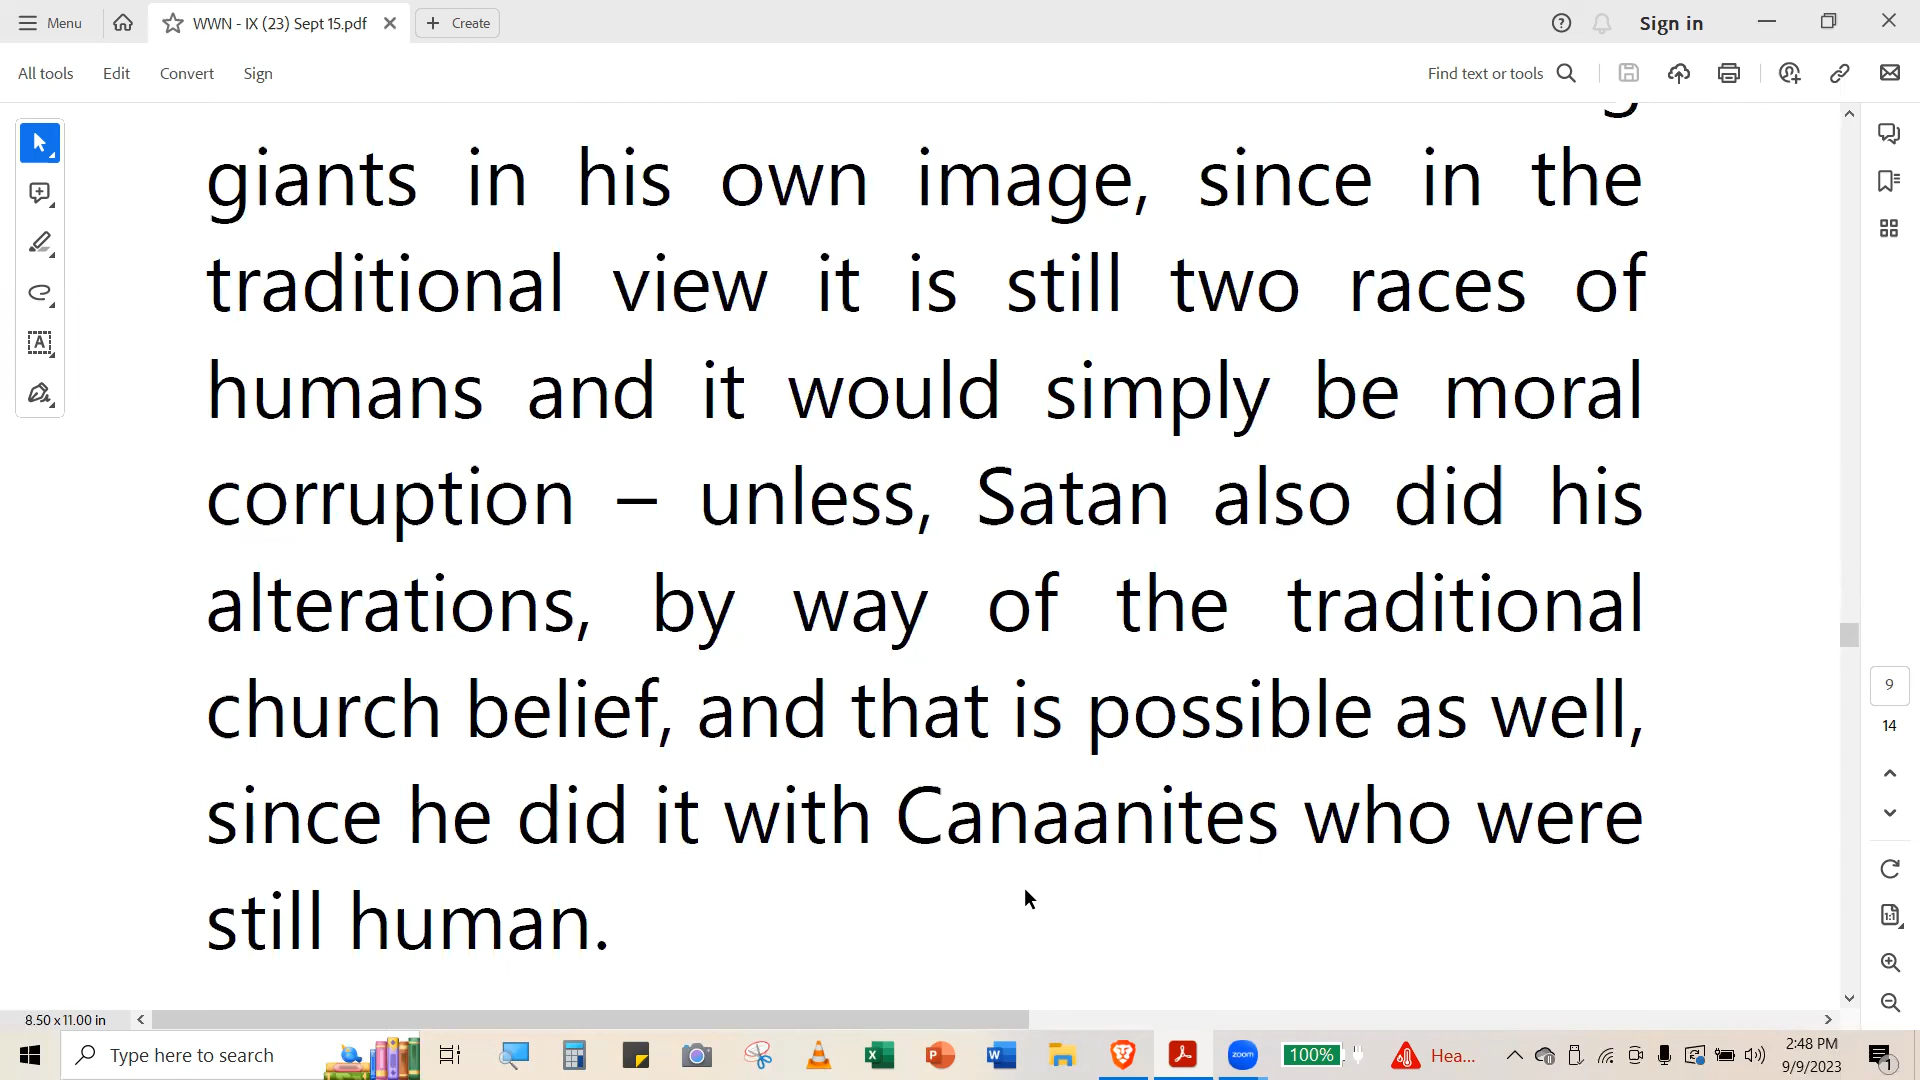 Menu
WWN - IX (23) Sept 15.pdf
Create
Sign in
All tools
Edit
Convert
Sign
Find text or tools
giants in his own image, since in the
traditional view it is still two races of
humans and it would simply be moral
corruption – unless, Satan also did his
alterations, by way of the traditional
church belief, and that is possible as well,
since he did it with Canaanites who were
still human.
9
14
8.50 x 11.00 in
Type here to search
zoom
100%
Hea...
2:48 PM
9/9/2023
1